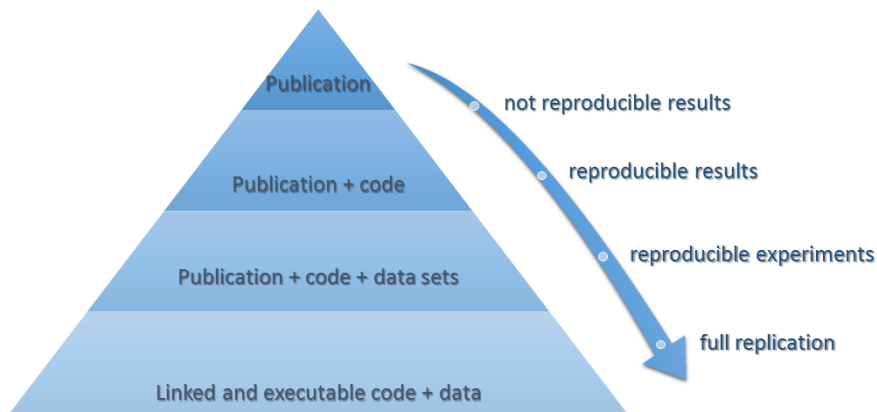 Publication
not reproducible results
reproducible results
Publication + code
reproducible experiments
Publication + code + data sets
full replication
Linked and executable code + data